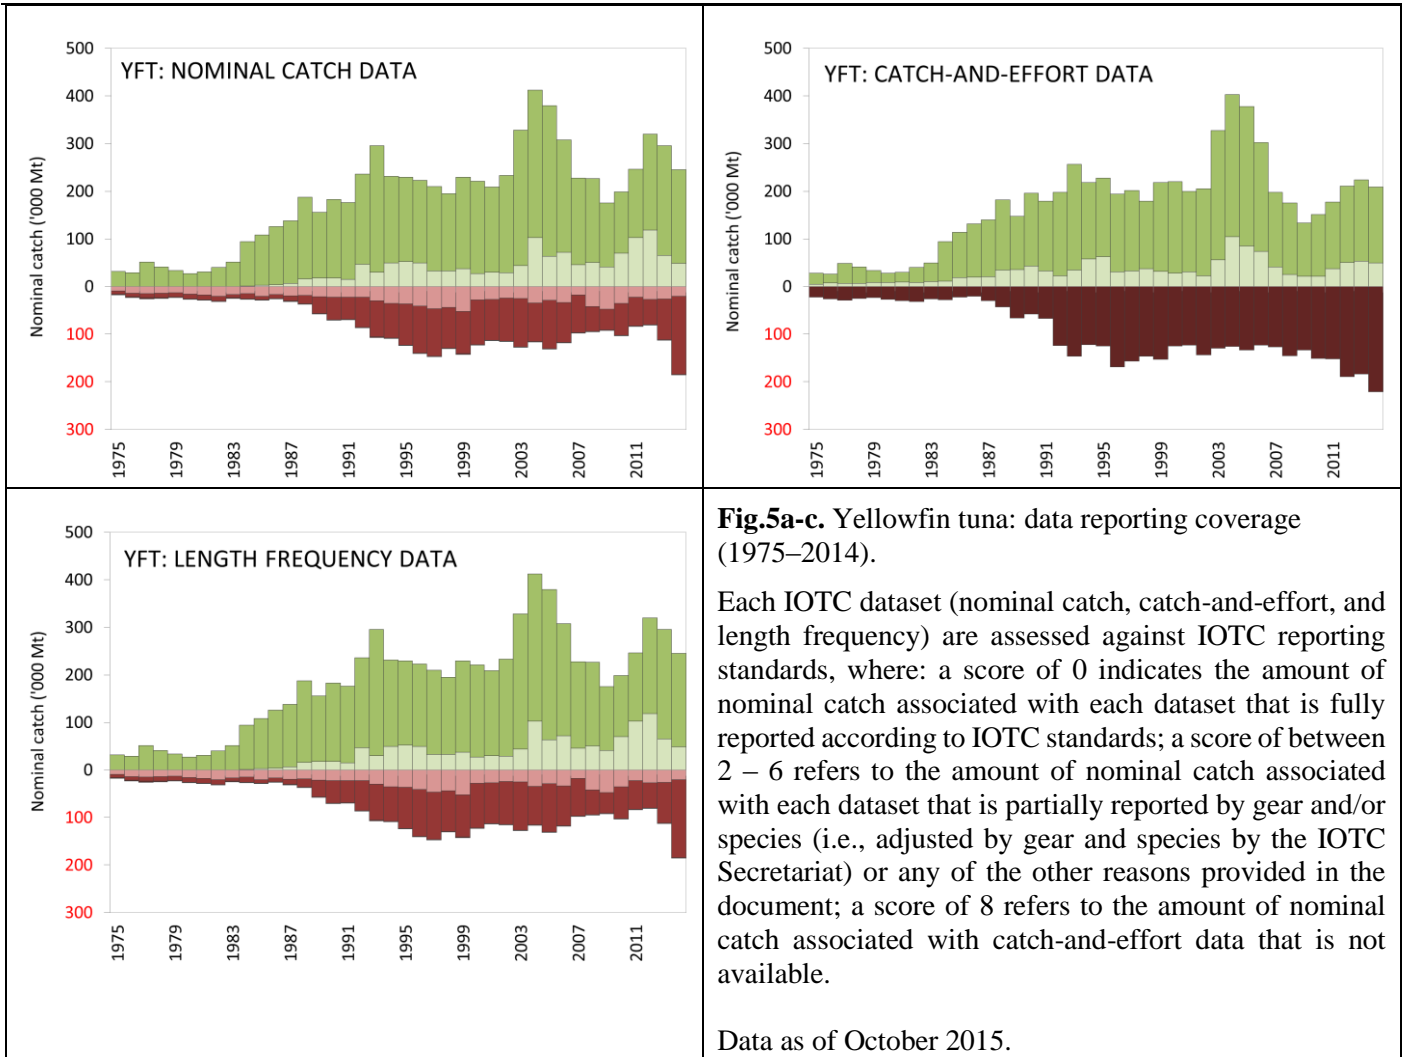 YFT: NOMINAL CATCH DATA
Nominal catch ('000 Mt)
500
400
300
200
100
0
100
200
300
1975
1979
1983
1987
1991
1995
1999
2003
2007
2011
YFT: CATCH-AND-EFFORT DATA
Nominal catch ('000 Mt)
500
400
300
200
100
0
100
200
300
1975
1979
1983
1987
1991
1995
1999
2003
2007
2011
YFT: LENGTH FREQUENCY DATA
Nominal catch ('000 Mt)
500
400
300
200
100
0
100
200
300
1975
1979
1983
1987
1991
1995
1999
2003
2007
2011
Fig.5a-c. Yellowfin tuna: data reporting coverage
(1975–2014).
Each IOTC dataset (nominal catch, catch-and-effort, and
length frequency) are assessed against IOTC reporting
standards, where: a score of 0 indicates the amount of
nominal catch associated with each dataset that is fully
reported according to IOTC standards; a score of between
2 – 6 refers to the amount of nominal catch associated
with each dataset that is partially reported by gear and/or
species (i.e., adjusted by gear and species by the IOTC
Secretariat) or any of the other reasons provided in the
document; a score of 8 refers to the amount of nominal
catch associated with catch-and-effort data that is not
available.
Data as of October 2015.